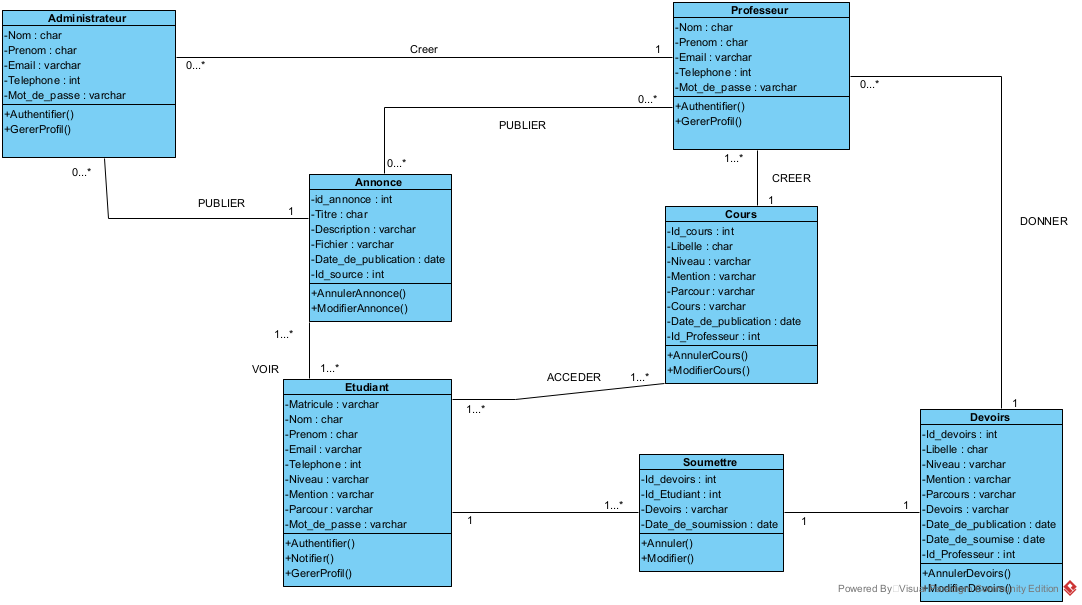 Administrateur
-Nom : char
-Prenom : char
-Email : varchar
-Telephone : int
-Mot_de_passe : varchar
+Authentifier()
+GererProfil()
Creer
0...*
1
Professeur
-Nom : char
-Prenom : char
-Email : varchar
-Telephone : int
-Mot_de_passe : varchar
+Authentifier()
+GererProfil()
0...*
PUBLIER
0...*
0...*
PUBLIER
1
0...*
1...*
CREER
1
DONNER
1
Annonce
-id_annonce : int
-Titre : char
-Description : varchar
-Fichier : varchar
-Date_de_publication : date
-Id_source : int
+AnnulerAnnonce()
+ModifierAnnonce()
Cours
-Id_cours : int
-Libelle : char
-Niveau : varchar
-Mention : varchar
-Parcour : varchar
-Cours : varchar
-Date_de_publication : date
-Id_Professeur : int
+AnnulerCours()
+ModifierCours()
1...*
VOIR
1...*
ACCEDER
1...*
1...*
Etudiant
-Matricule : varchar
-Nom : char
-Prenom : char
-Email : varchar
-Telephone : int
-Niveau : varchar
-Mention : varchar
-Parcour : varchar
-Mot_de_passe : varchar
+Authentifier()
+Notifier()
+GererProfil()
1
1...*
Soumettre
-Id_devoirs : int
-Id_Etudiant : int
-Devoirs : varchar
-Date_de_soumission : date
+Annuler()
+Modifier()
1
1
Devoirs
-Id_devoirs : int
-Libelle : char
-Niveau : varchar
-Mention : varchar
-Parcours : varchar
-Devoirs : varchar
-Date_de_publication : date
-Date_de_soumise : date
-Id_Professeur : int
+AnnulerDevoirs()
+ModifierDevoirs()
Powered By Visual Edition